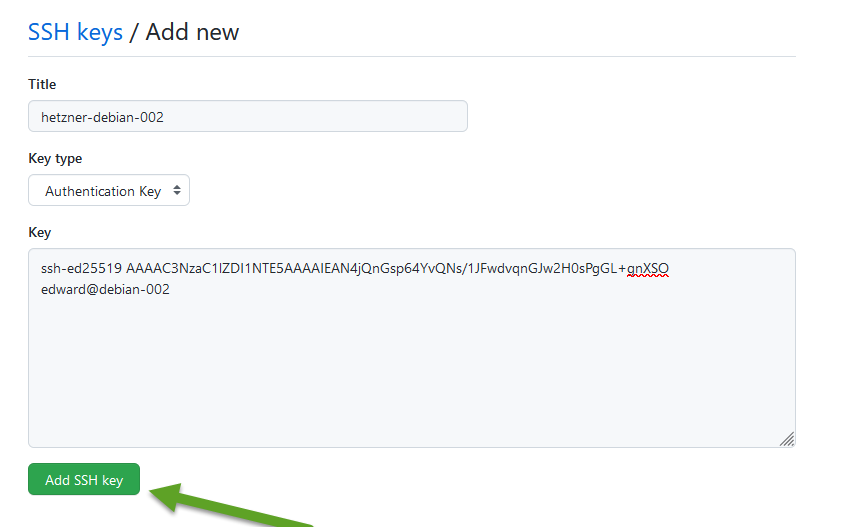 SSH keys / Add new
Title
hetzner-debian-002
Key type
Authentication Key
Key
ssh-ed25519 AAAAC3NzaC1lZDI1NTE5AAAAIEAN4jQnGsp64YvQNs/1JFwdvqnGJw2H0sPgGL+gnXSO
edward@debian-002
Add SSH key